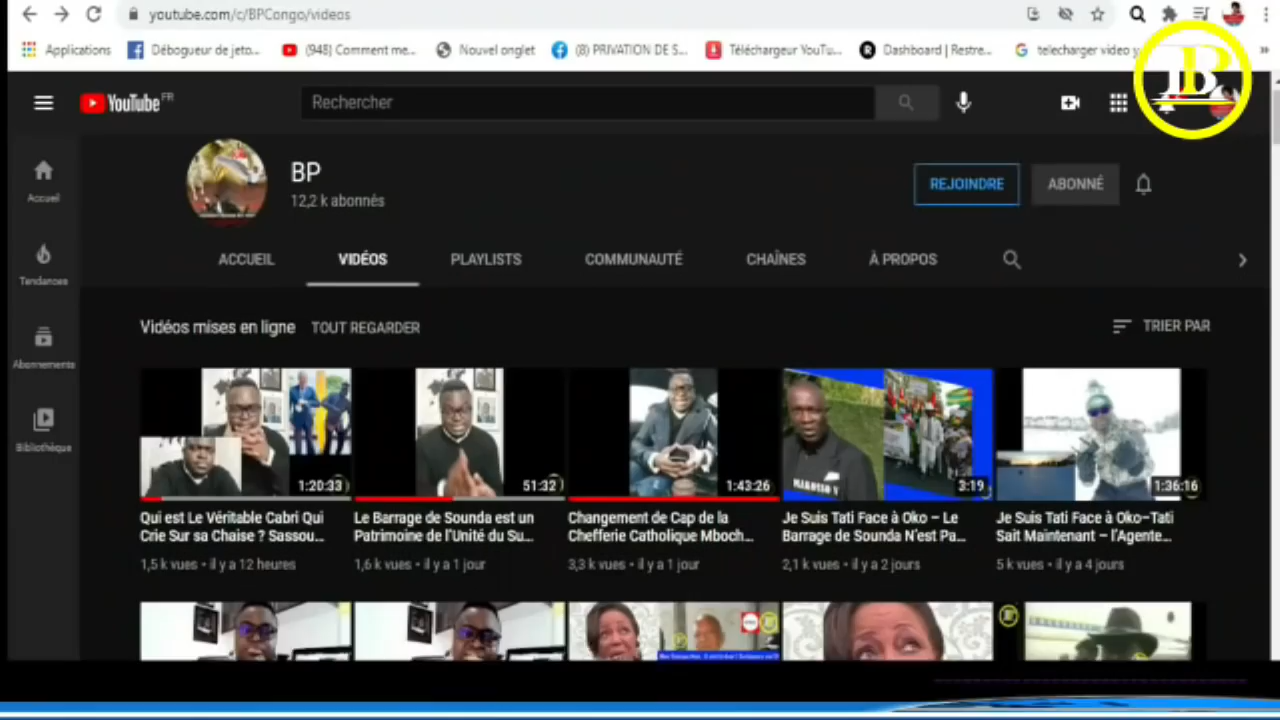 youtube.com/c/BPCongo/videos
Applications
Débogueur de jeto...
(948) Comment me...
Nouvel onglet
(8) PRIVATION DE S...
Téléchargeur YouTu...
Dashboard | Restre...
telecharger video y
»
BP
YouTube FR
Rechercher
BP
12,2 k abonnés
REJOINDRE
ABONNÉ
Accueil
Tendances
Abonnements
Bibliothèque
ACCUEIL
VIDÉOS
PLAYLISTS
COMMUNAUTÉ
CHAÎNES
À PROPOS
Vidéos mises en ligne
TOUT REGARDER
TRIER PAR
1:20:33
51:32
1:43:26
3:19
1:36:16
Qui est Le Véritable Cabri Qui
Crie Sur sa Chaise ? Sassou...
1,5 k vues • il y a 12 heures
Le Barrage de Sounda est un
Patrimoine de l'Unité du Su...
1,6 k vues • il y a 1 jour
Changement de Cap de la
Chefferie Catholique Mboch...
3,3 k vues • il y a 1 jour
Je Suis Tati Face à Oko – Le
Barrage de Sounda N'est Pa...
2,1 k vues • il y a 2 jours
Je Suis Tati Face à Oko–Tati
Sait Maintenant – l'Agente...
5 k vues • il y a 4 jours